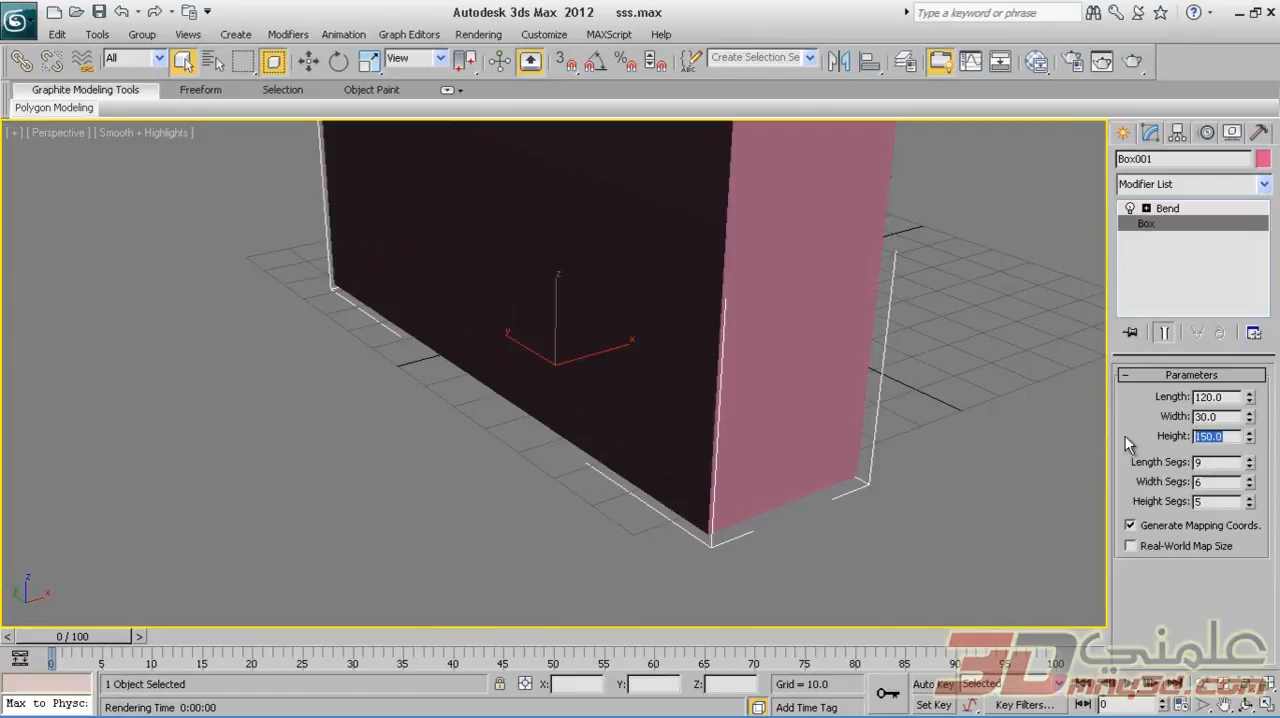 Autodesk 3ds Max 2012 sss.max
Type a keyword or phrase
Edit Tools Group Views Create Modifiers Animation Graph Editors Rendering Customize MAXScript Help
All View 3 Create Selection Se
Graphite Modeling Tools Freeform Selection Object Paint
Polygon Modeling
[ + ] [ Perspective ] [ Smooth + Highlights ]
Box001
Modifier List
Bend
Box
z
y
x
Parameters
Length: 120.0
Width: 30.0
Height: 150.0
Length Segs: 9
Width Segs: 6
Height Segs: 5
Generate Mapping Coords.
Real-World Map Size
z
y x
< 0 / 100 >
0 5 10 15 20 25 30 35 40 45 50 55 60 65 70 75 80 85 90 95 100
3D علمني
1 Object Selected X: Y: Z: Grid = 10.0 Auto Key Selected
Max to Physc: Rendering Time 0:00:00 Add Time Tag Set Key Key Filters... 0